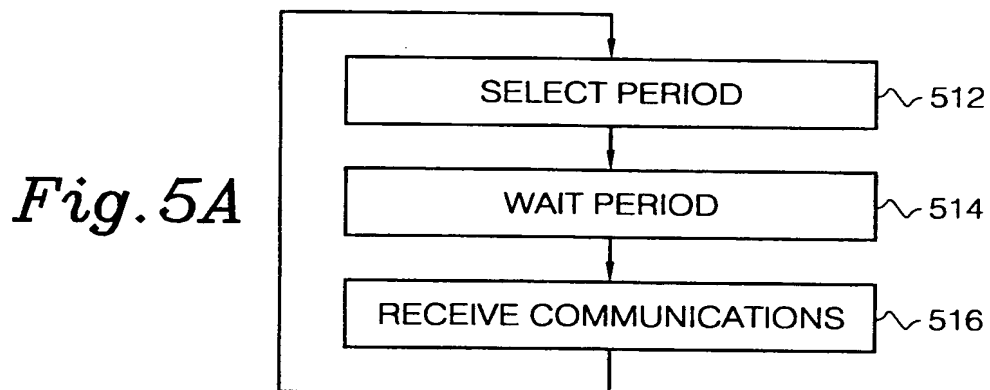 SELECT PERIOD
512
Fig. 5A
WAIT PERIOD
514
RECEIVE COMMUNICATIONS
516